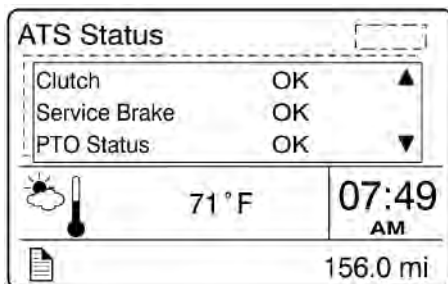 ATS Status
Clutch OK
Service Brake OK
PTO Status OK
71°F
07:49
AM
156.0 mi